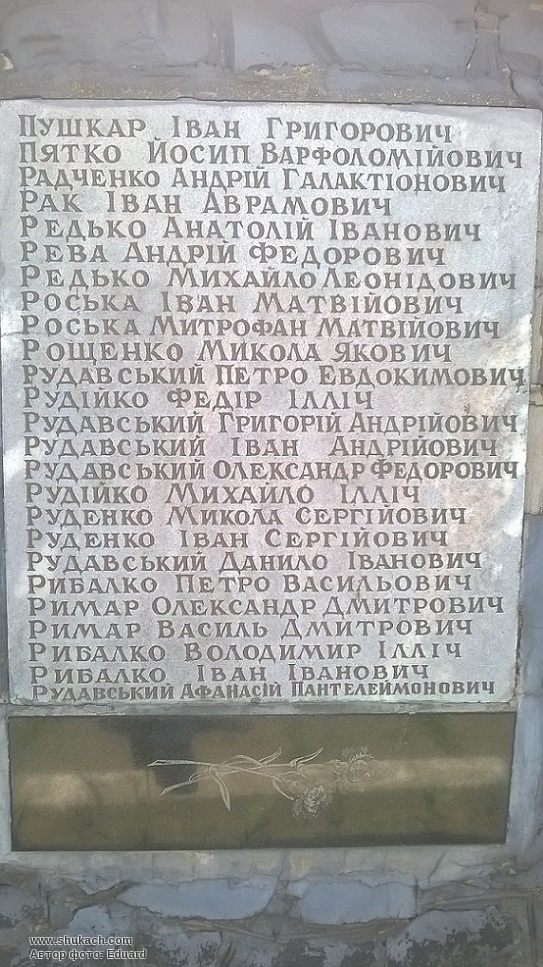 ПУШКАР ІВАН ГРИГОРОВИЧ
ПЯТКО ЙОСИП ВАРФОЛОМІЙОВИЧ
РАДЧЕНКО АНДРІЙ ГАЛАКТІОНОВИЧ
РАК ІВАН АВРАМОВИЧ
РЕДЬКО АНАТОЛІЙ ІВАНОВИЧ
РЕВА АНДРІЙ ФЕДОРОВИЧ
РЕДЬКО МИХАЙЛО ЛЕОНІДОВИЧ
РОСЬКА ІВАН МАТВІЙОВИЧ
РОСЬКА МИТРОФАН МАТВІЙОВИЧ
РОЩЕНКО МИКОЛА ЯКОВИЧ
РУДАВСЬКИЙ ПЕТРО ЕВДОКИМОВИЧ
РУДІЙКО ФЕДІР ІЛЛІЧ
РУДАВСЬКИЙ ГРИГОРІЙ АНДРІЙОВИЧ
РУДАВСЬКИЙ ІВАН АНДРІЙОВИЧ
РУДАВСЬКИЙ ОЛЕКСАНДР ФЕДОРОВИЧ
РУДІЙКО МИХАЙЛО ІЛЛІЧ
РУДЕНКО МИКОЛА СЕРГІЙОВИЧ
РУДЕНКО ІВАН СЕРГІЙОВИЧ
РУДАВСЬКИЙ ДАНИЛО ІВАНОВИЧ
РИБАЛКО ПЕТРО ВАСИЛЬОВИЧ
РИМАР ОЛЕКСАНДР ДМИТРОВИЧ
РИМАР ВАСИЛЬ ДМИТРОВИЧ
РИБАЛКО ВОЛОДИМИР ІЛЛІЧ
РИБАЛКО ІВАН ІВАНОВИЧ
РУДАВСЬКИЙ АФАНАСІЙ ПАНТЕЛЕЙМОНОВИЧ
www.shukach.com
Автор фото: Eduard